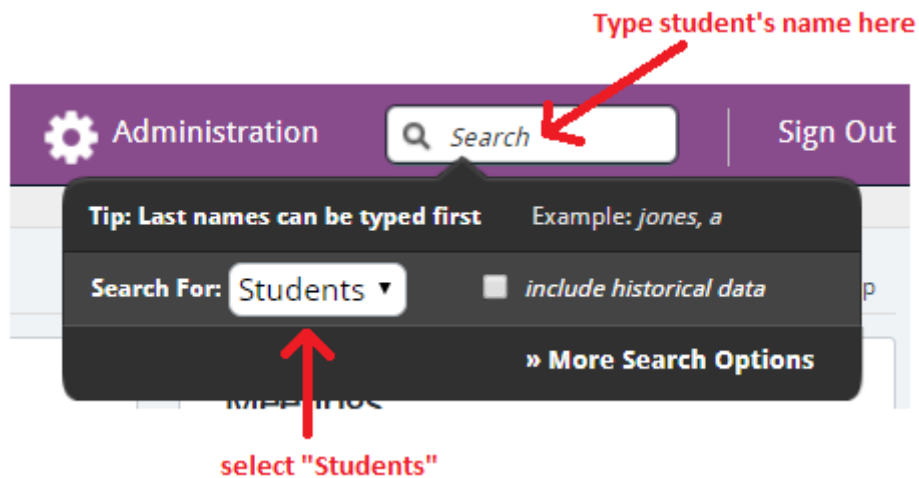 Type student's name here
Administration
Search
Sign Out
Tip: Last names can be typed first Example: jones, a
Search For: Students ▾ include historical data
p
» More Search Options
Meetings
select "Students"